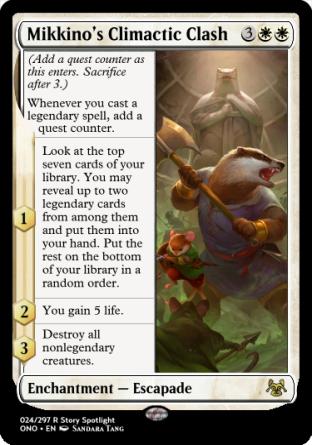 Mikkino's Climactic Clash 3
(Add a quest counter as
this enters. Sacrifice
after 3.)
Whenever you cast a
legendary spell, add a
quest counter.
1
Look at the top
seven cards of your
library. You may
reveal up to two
legendary cards
from among them
and put them into
your hand. Put the
rest on the bottom
of your library in a
random order.
2
You gain 5 life.
3
Destroy all
nonlegendary
creatures.
Enchantment — Escapade
024/297 R Story Spotlight
ONO • EN SANDARA TANG